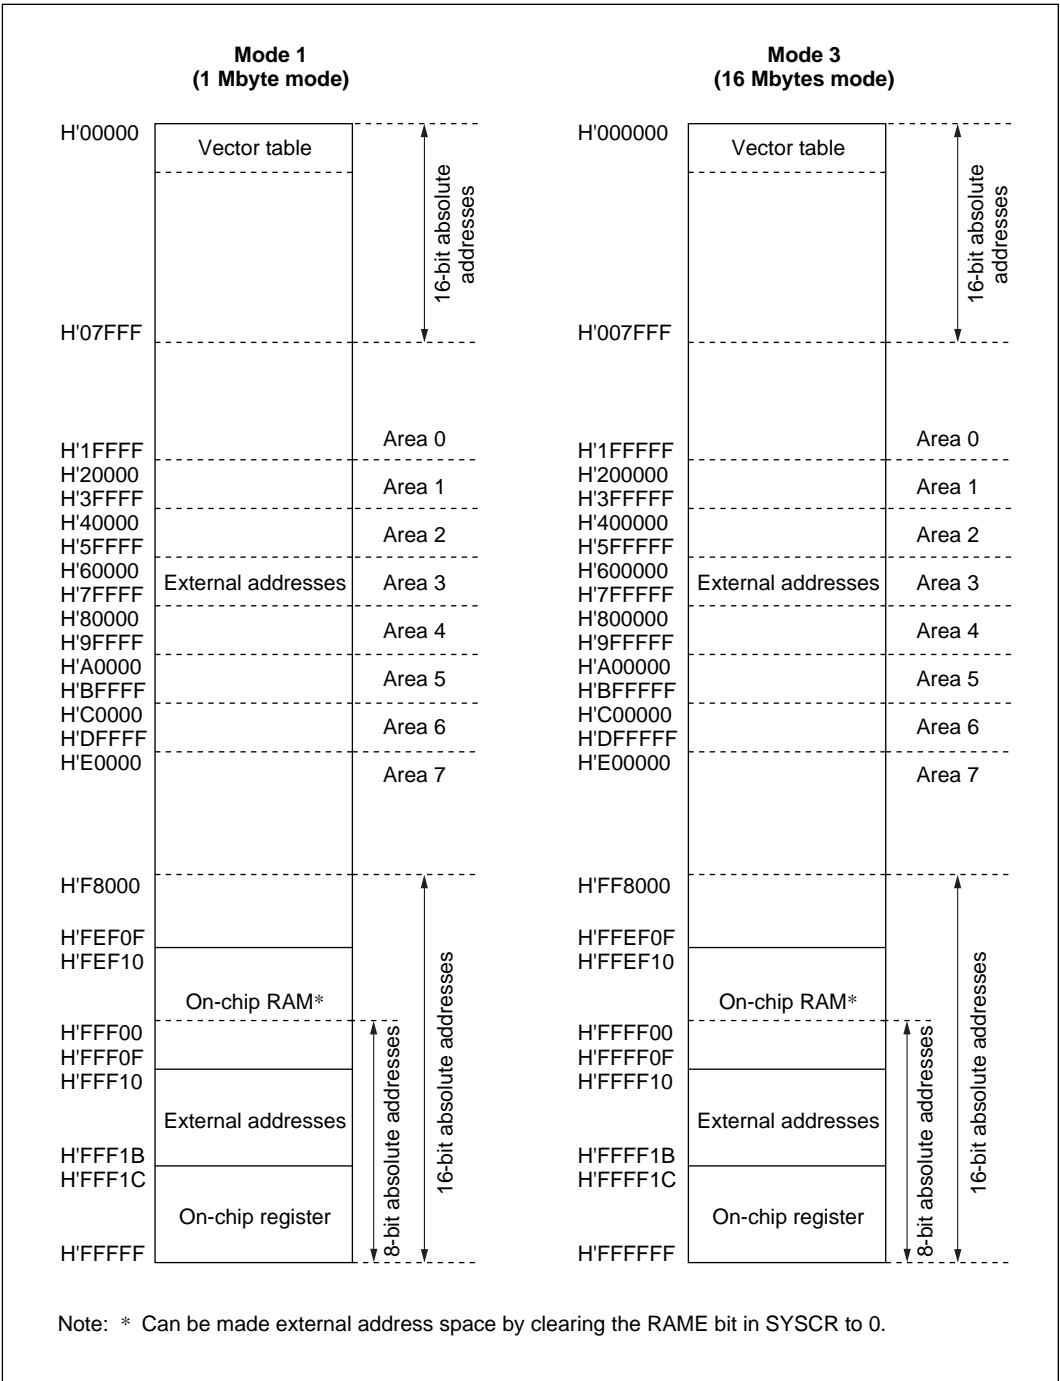 Mode 1
(1 Mbyte mode)
H'00000
Vector table
16-bit absolute
addresses
H'07FFF
H'1FFFF
Area 0
H'20000
Area 1
H'3FFFF
H'40000
Area 2
H'5FFFF
H'60000
External addresses
Area 3
H'7FFFF
H'80000
Area 4
H'9FFFF
H'A0000
Area 5
H'BFFFF
H'C0000
Area 6
H'DFFFF
H'E0000
Area 7
H'F8000
H'FEF0F
H'FEF10
On-chip RAM*
H'FFF00
H'FFF0F
H'FFF10
External addresses
H'FFF1B
H'FFF1C
On-chip register
H'FFFFF
8-bit absolute addresses
16-bit absolute addresses
Mode 3
(16 Mbytes mode)
H'000000
Vector table
16-bit absolute
addresses
H'007FFF
H'1FFFFF
Area 0
H'200000
Area 1
H'3FFFFF
H'400000
Area 2
H'5FFFFF
H'600000
External addresses
Area 3
H'7FFFFF
H'800000
Area 4
H'9FFFFF
H'A00000
Area 5
H'BFFFFF
H'C00000
Area 6
H'DFFFFF
H'E00000
Area 7
H'FF8000
H'FFEF0F
H'FFEF10
On-chip RAM*
H'FFFF00
H'FFFF0F
H'FFFF10
External addresses
H'FFFF1B
H'FFFF1C
On-chip register
H'FFFFFF
8-bit absolute addresses
16-bit absolute addresses
Note: * Can be made external address space by clearing the RAME bit in SYSCR to 0.